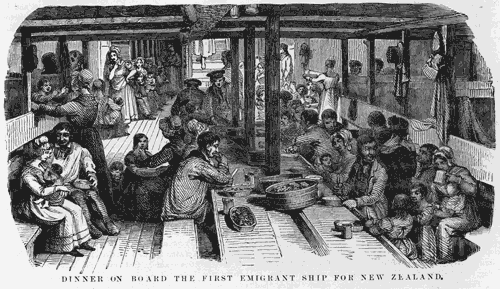 DINNER ON BOARD THE FIRST EMIGRANT SHIP FOR NEW ZEALAND.